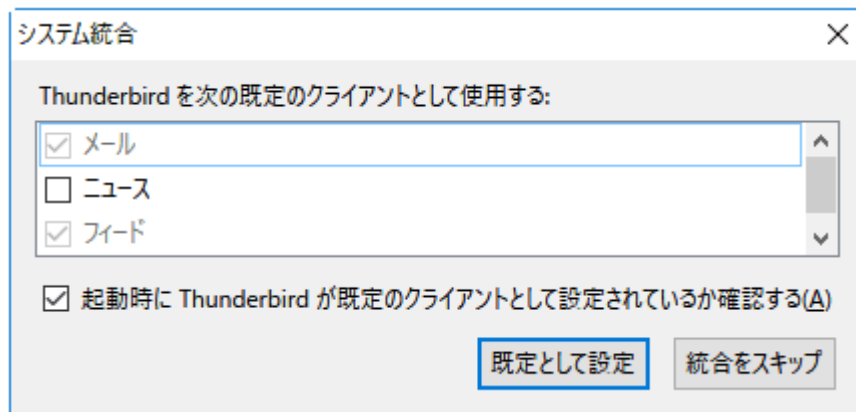 システム統合
Thunderbird を次の既定のクライアントとして使用する:
メール
ニュース
フィード
起動時に Thunderbird が既定のクライアントとして設定されているか確認する(A)
既定として設定 統合をスキップ